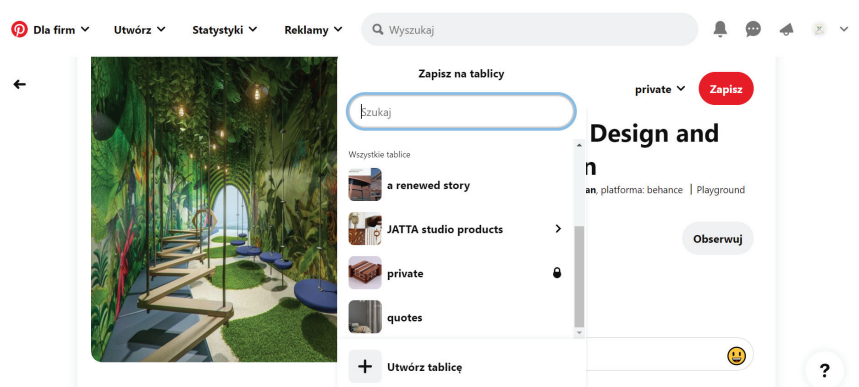 Dla firm Utwórz Statystyki Reklamy Wyszukaj
Zapisz na tablicy
private Zapisz
Szukaj
Design and
Wszystkie tablice
a renewed story
platforma: behance | Playground
JATTA studio products
Obserwuj
private
quotes
+ Utwórz tablicę
?